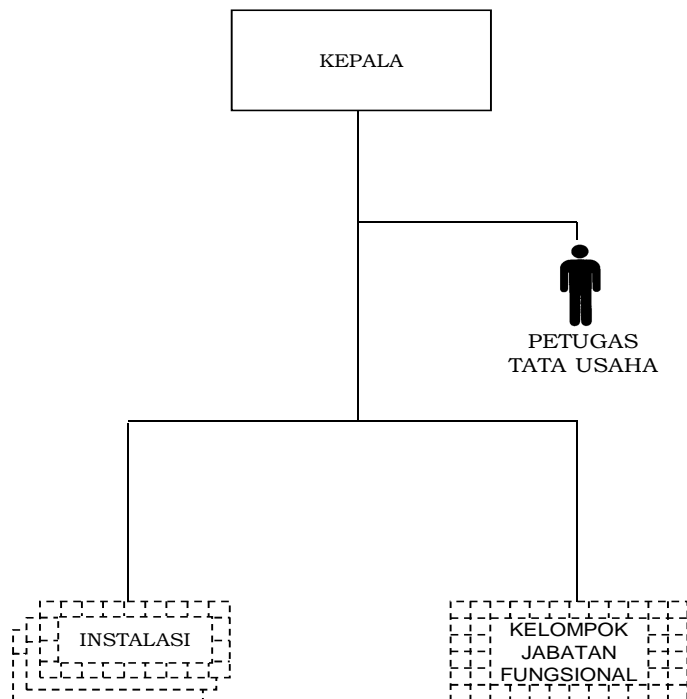 KEPALA
PETUGAS
TATA USAHA
INSTALASI
KELOMPOK
JABATAN
FUNGSIONAL